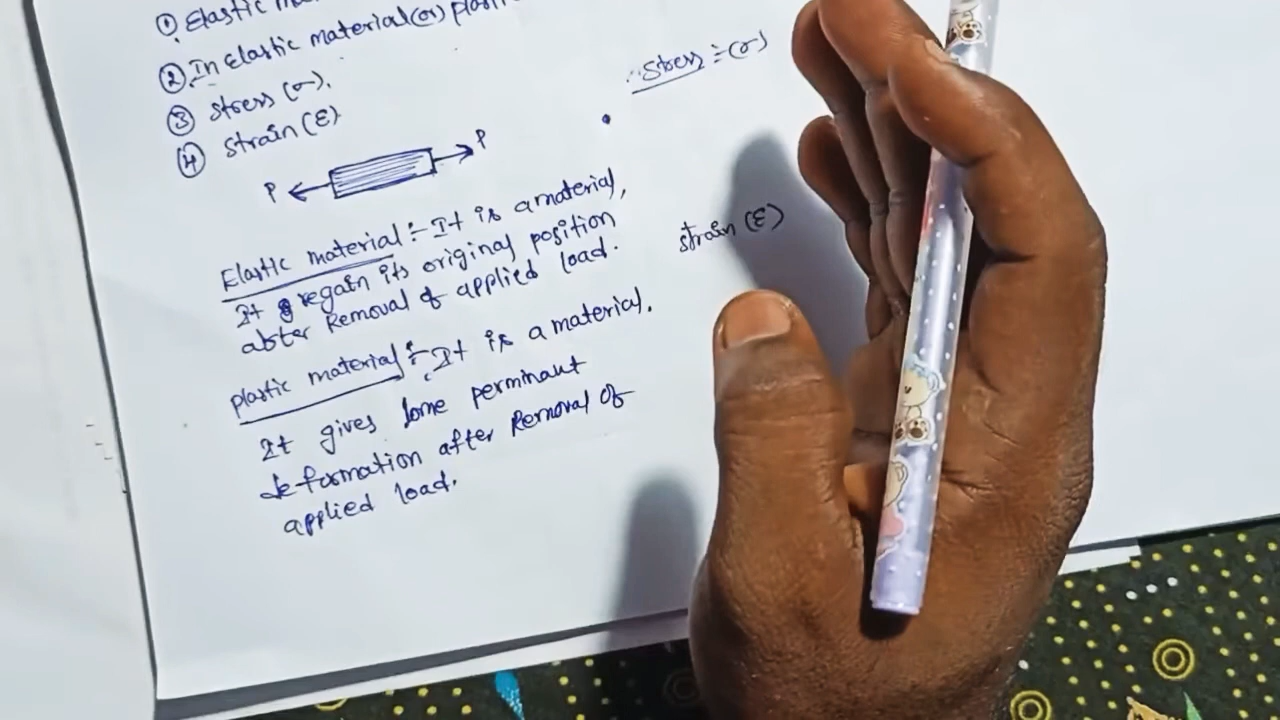 ① Elastic
② In Elastic material (or)
③ Stress (σ).
④ Strain (ε)
P P
Elastic material :- It is a material,
It regain its original position
abter Removal of applied load.
plastic material :- It is a material.
It gives some perminant
deformation after Removal of
applied load.
∴ Stress :- (σ)
Strain (ε)